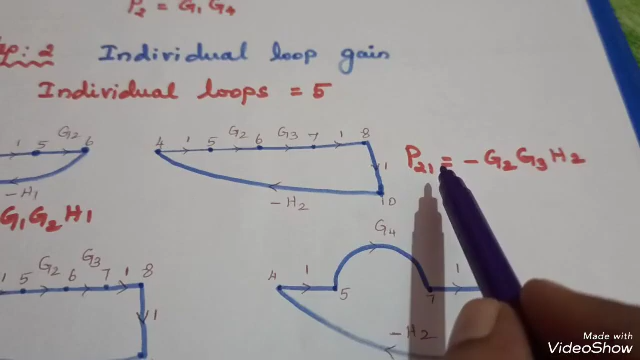 P2 = G1 G4
ep: 2 Individual loop gain
Individual loops = 5
1 5 G2 6
-H1
4 1 5 G2 6 G3 7 1 8
1
10
-H2
P21 = - G2 G3 H2
G1 G2 H1
1 5 G2 6 G3 7 1 8
1
4 1 5 G4 7 1
-H2
Made with
VideoShow